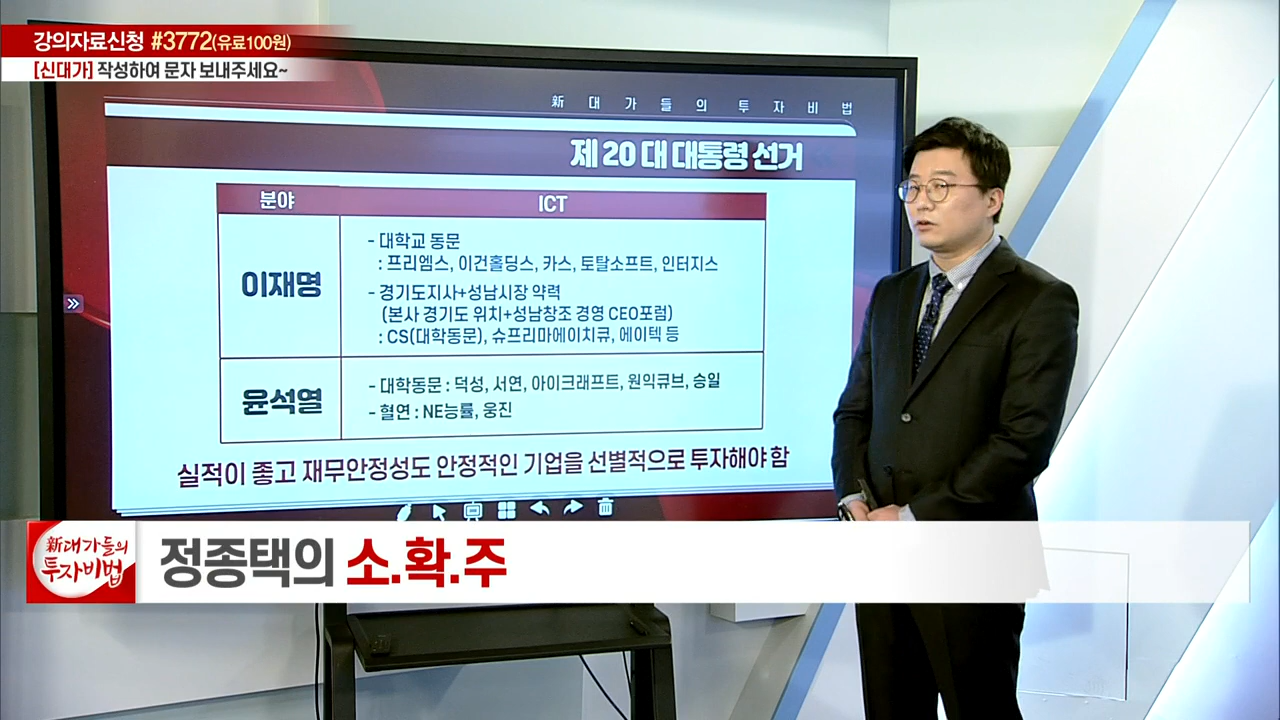 강의자료신청 #3772(유료100원)
[신대가] 작성하여 문자 보내주세요~
新 대 가 들 의 투 자 비 법
제 20 대 대통령 선거
분야 ICT
이재명
- 대학교 동문
: 프리엠스, 이건홀딩스, 카스, 토탈소프트, 인터지스
- 경기도지사+성남시장 약력
(본사 경기도 위치+성남창조 경영 CEO포럼)
: CS(대학동문), 슈프리마에이치큐, 에이텍 등
윤석열
- 대학동문 : 덕성, 서연, 아이크래프트, 원익큐브, 승일
- 혈연 : NE능률, 웅진
실적이 좋고 재무안정성도 안정적인 기업을 선별적으로 투자해야 함
新대가들의
투자비법
정종택의 소.확.주